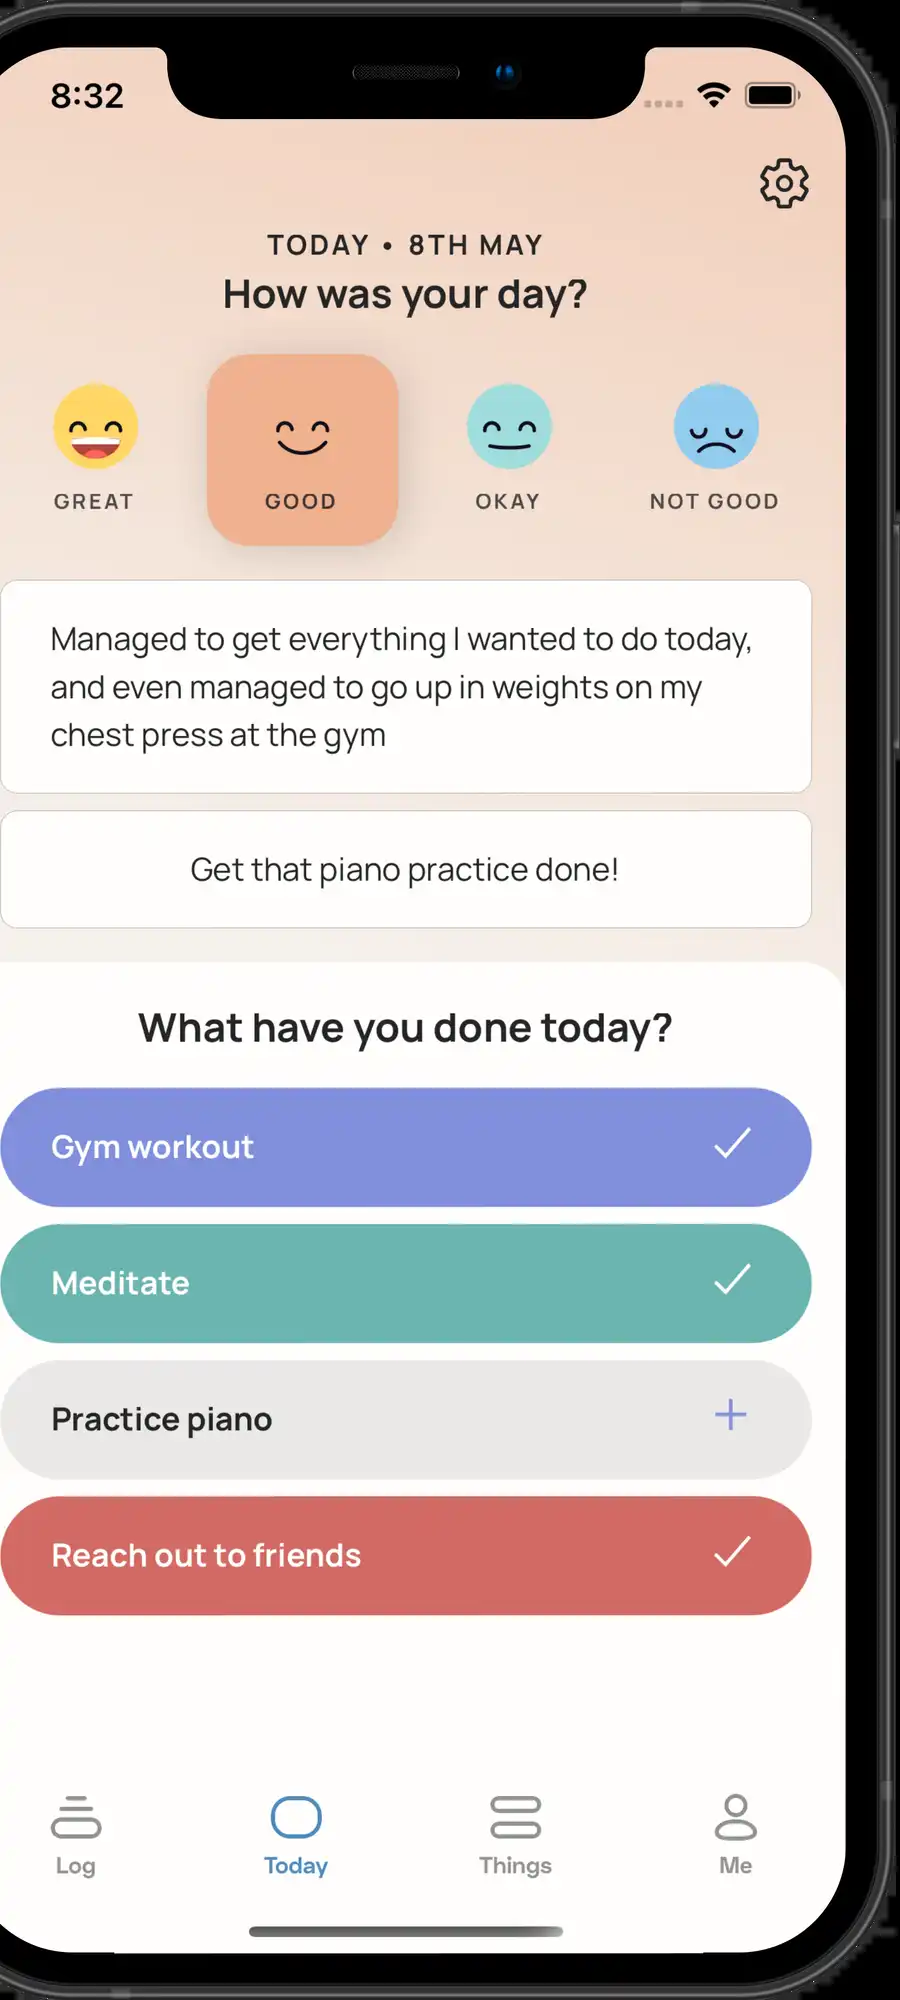 8:32
TODAY • 8TH MAY
How was your day?
GREAT
GOOD
OKAY
NOT GOOD
Managed to get everything I wanted to do today,
and even managed to go up in weights on my
chest press at the gym
Get that piano practice done!
What have you done today?
Gym workout
Meditate
Practice piano
Reach out to friends
Log
Today
Things
Me